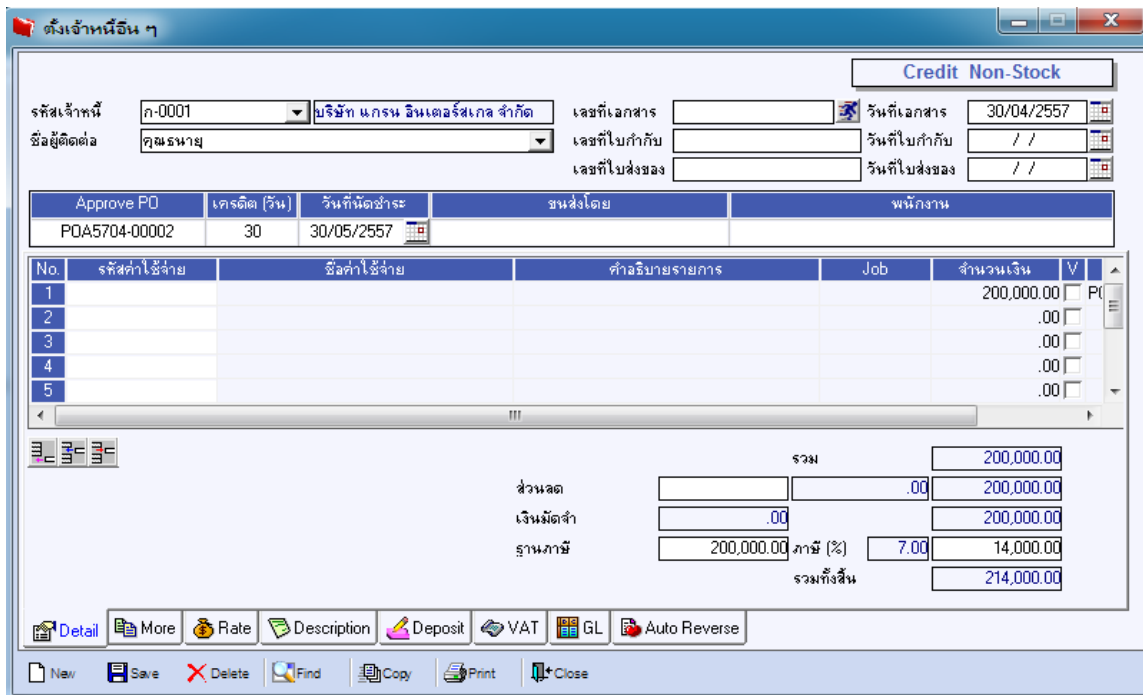 ตั้งเจ้าหนี้อื่น ๆ
Credit Non-Stock
รหัสเจ้าหนี้ ก-0001 บริษัท แกรน อินเตอร์สเกล จำกัด เลขที่เอกสาร วันที่เอกสาร 30/04/2557
ชื่อผู้ติดต่อ คุณธนายุ เลขที่ใบกำกับ วันที่ใบกำกับ / /
เลขที่ใบส่งของ วันที่ใบส่งของ / /
Approve PO เครดิต (วัน) วันที่นัดชำระ ขนส่งโดย พนักงาน
POA5704-00002 30 30/05/2557
No. รหัสค่าใช้จ่าย ชื่อค่าใช้จ่าย คำอธิบายรายการ Job จำนวนเงิน V
1 200,000.00
2 .00
3 .00
4 .00
5 .00
รวม 200,000.00
ส่วนลด .00 200,000.00
เงินมัดจำ .00 200,000.00
ฐานภาษี 200,000.00 ภาษี (%) 7.00 14,000.00
รวมทั้งสิ้น 214,000.00
Detail More Rate Description Deposit VAT GL Auto Reverse
New Save Delete Find Copy Print Close